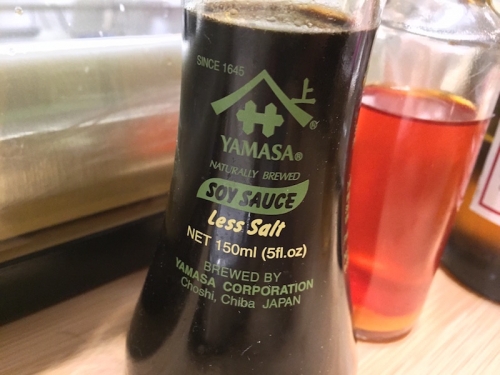 SINCE 1645
上
YAMASA®
NATURALLY BREWED
SOY SAUCE
Less Salt
NET 150ml (5fl.oz)
BREWED BY
YAMASA CORPORATION
Choshi, Chiba JAPAN